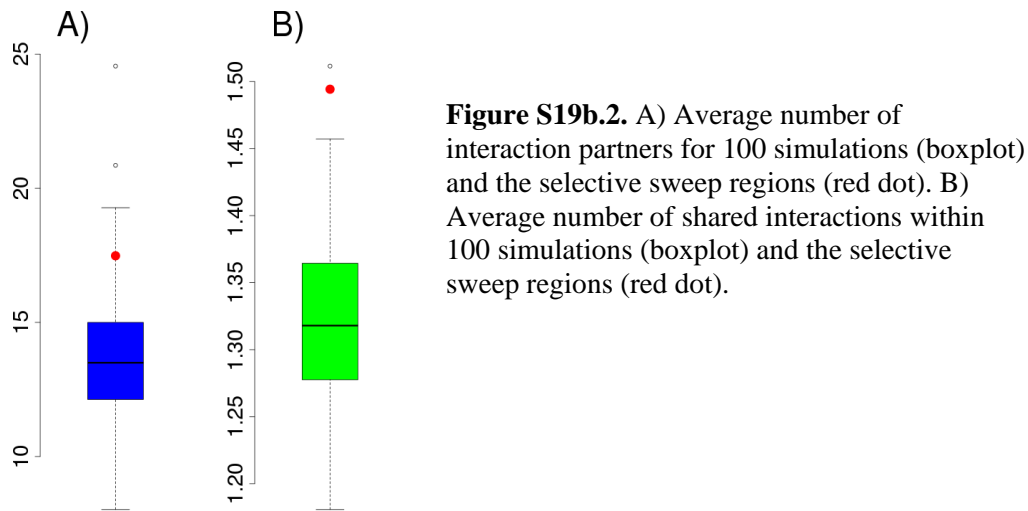 A)
25
20
15
10
B)
1.50
1.45
1.40
1.35
1.30
1.25
1.20
Figure S19b.2. A) Average number of
interaction partners for 100 simulations (boxplot)
and the selective sweep regions (red dot). B)
Average number of shared interactions within
100 simulations (boxplot) and the selective
sweep regions (red dot).